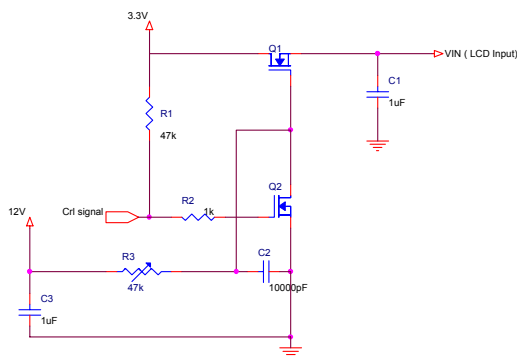 3.3V
Q1
VIN ( LCD Input)
C1
1uF
R1
47k
Q2
R2
1k
Crl signal
12V
R3
47k
C2
10000pF
C3
1uF